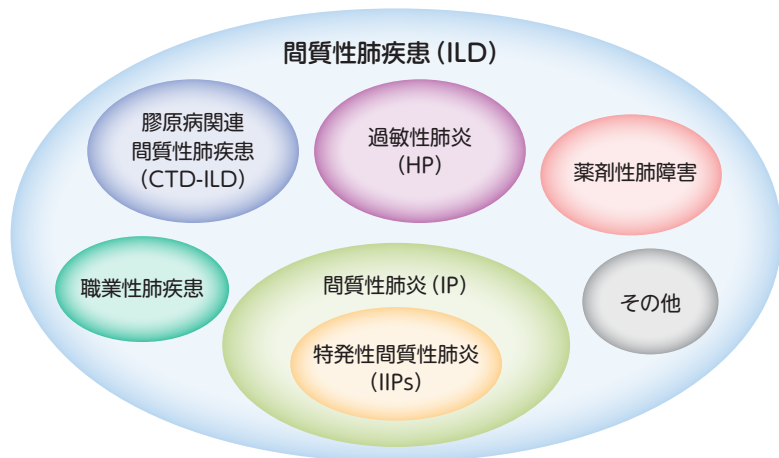 間質性肺疾患（ILD）
膠原病関連
間質性肺疾患
（CTD-ILD）
過敏性肺炎
（HP）
薬剤性肺障害
職業性肺疾患
間質性肺炎（IP）
特発性間質性肺炎
（IIPs）
その他